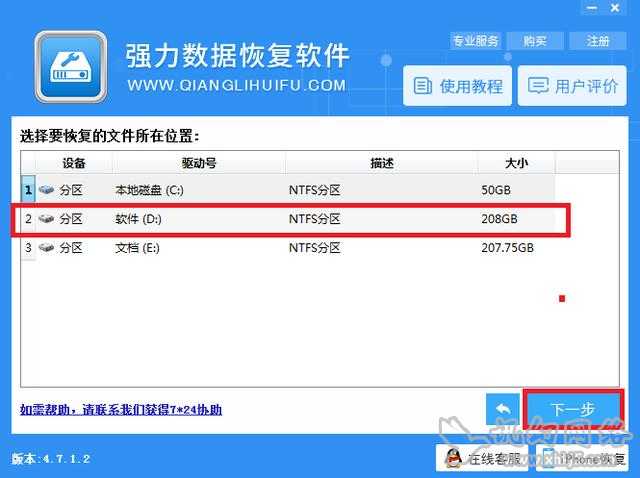 专业服务 购买 注册
强力数据恢复软件
WWW.QIANGLIHUIFU.COM
使用教程 用户评价
选择要恢复的文件所在位置：
设备 驱动号 描述 大小
1 分区 本地磁盘 (C:) NTFS分区 50GB
2 分区 软件 (D:) NTFS分区 208GB
3 分区 文档 (E:) NTFS分区 207.75GB
如需帮助，请联系我们获得7*24协助
下一步
版本:4.7.1.2
在线客服 iPhone恢复